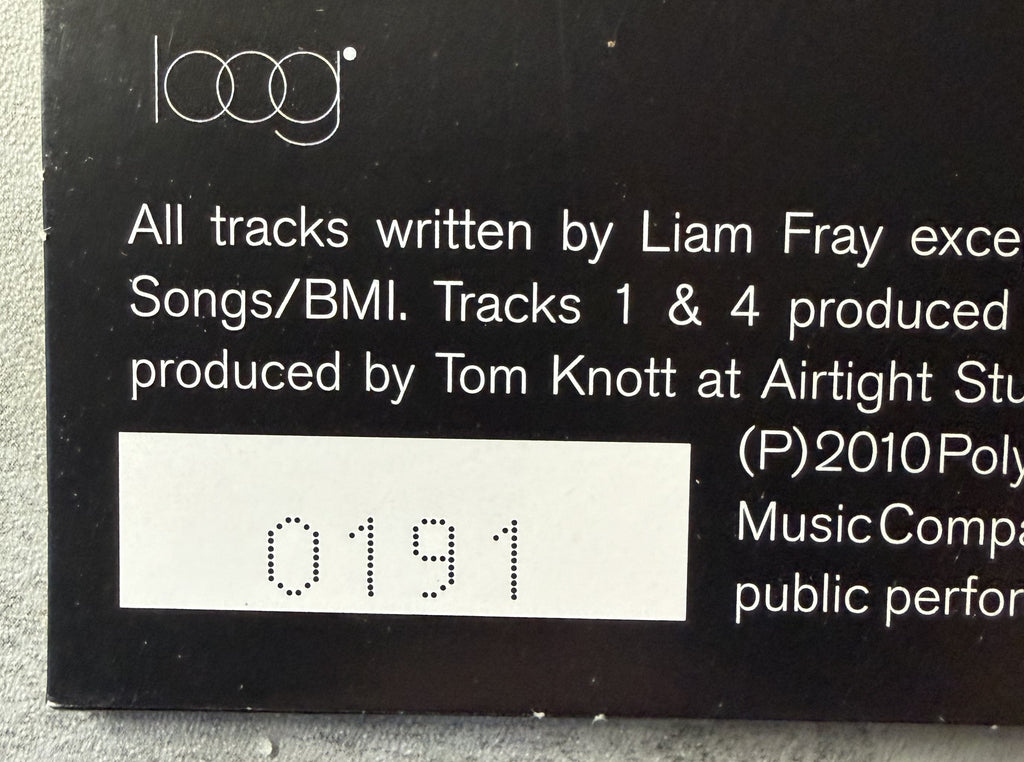 loog
All tracks written by Liam Fray
Songs/BMI. Tracks 1 & 4 produced
produced by Tom Knott at Airtight
(P)2010
Music
public
0191